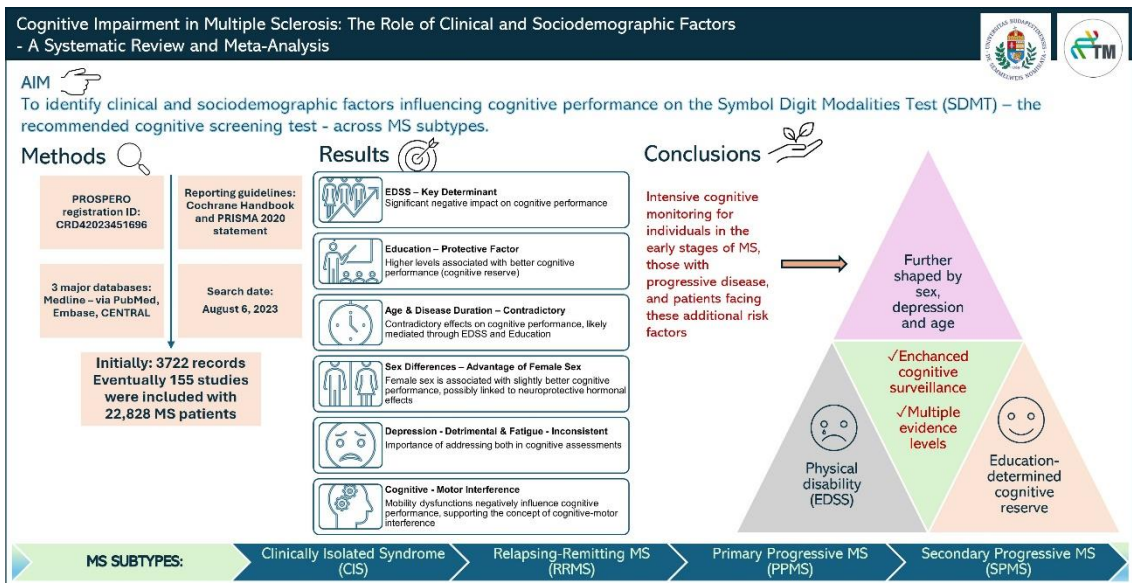 Cognitive Impairment in Multiple Sclerosis: The Role of Clinical and Sociodemographic Factors
- A Systematic Review and Meta-Analysis
TM
AIM
To identify clinical and sociodemographic factors influencing cognitive performance on the Symbol Digit Modalities Test (SDMT) – the
recommended cognitive screening test - across MS subtypes.
Methods
PROSPERO
registration ID:
CRD42023451696
Reporting guidelines:
Cochrane Handbook
and PRISMA 2020
statement
3 major databases:
Medline – via PubMed,
Embase, CENTRAL
Search date:
August 6, 2023
Initially: 3722 records
Eventually 155 studies
were included with
22,828 MS patients
Results
EDSS – Key Determinant
Significant negative impact on cognitive performance
Education – Protective Factor
Higher levels associated with better cognitive
performance (cognitive reserve)
Age & Disease Duration – Contradictory
Contradictory effects on cognitive performance, likely
mediated through EDSS and Education
Sex Differences – Advantage of Female Sex
Female sex is associated with slightly better cognitive
performance, possibly linked to neuroprotective hormonal
effects
Depression - Detrimental & Fatigue - Inconsistent
Importance of addressing both in cognitive assessments
Cognitive - Motor Interference
Mobility dysfunctions negatively influence cognitive
performance, supporting the concept of cognitive-motor
interference
Conclusions
Intensive cognitive
monitoring for
individuals in the
early stages of MS,
those with
progressive disease,
and patients facing
these additional risk
factors
Further
shaped by
sex,
depression
and age
✓Enchanced
cognitive
surveillance
✓Multiple
evidence
levels
Physical
disability
(EDSS)
Education-
determined
cognitive
reserve
MS SUBTYPES:
Clinically Isolated Syndrome
(CIS)
Relapsing-Remitting MS
(RRMS)
Primary Progressive MS
(PPMS)
Secondary Progressive MS
(SPMS)